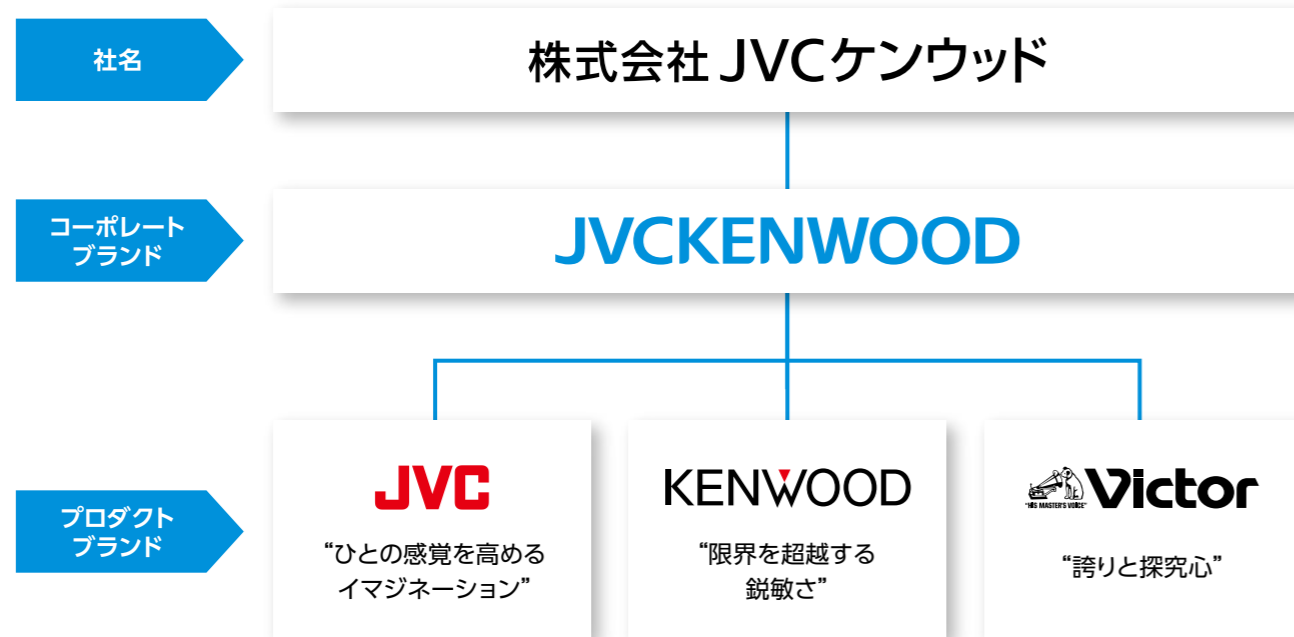 社名
株式会社 JVCケンウッド
コーポレート
ブランド
JVCKENWOOD
プロダクト
ブランド
JVC
“ひとの感覚を高める
イマジネーション”
KENWOOD
“限界を超越する
鋭敏さ”
"HIS MASTER'S VOICE"
Victor
“誇りと探究心”